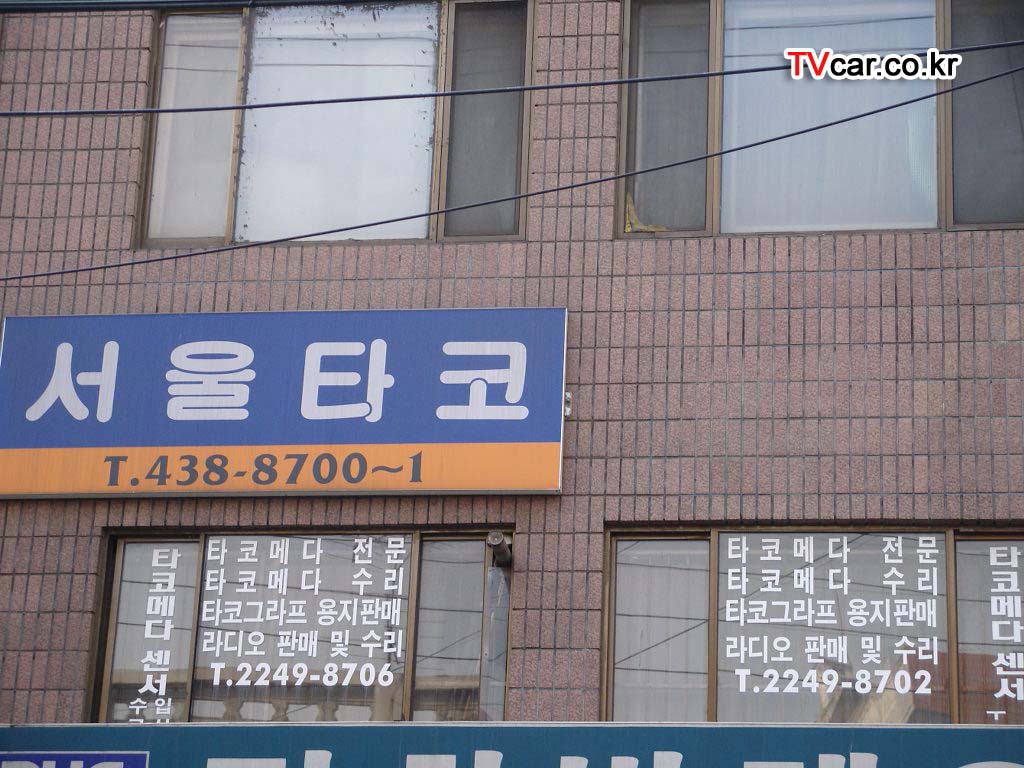 TVcar.co.kr
서울타코
T.438-8700~1
타코메다 센서
타코메다 전문
타코메다 수리
타코그라프 용지판매
라디오 판매 및 수리
T.2249-8706
타코메다 전문
타코메다 수리
타코그라프 용지판매
라디오 판매 및 수리
T.2249-8702
타코메다 센서